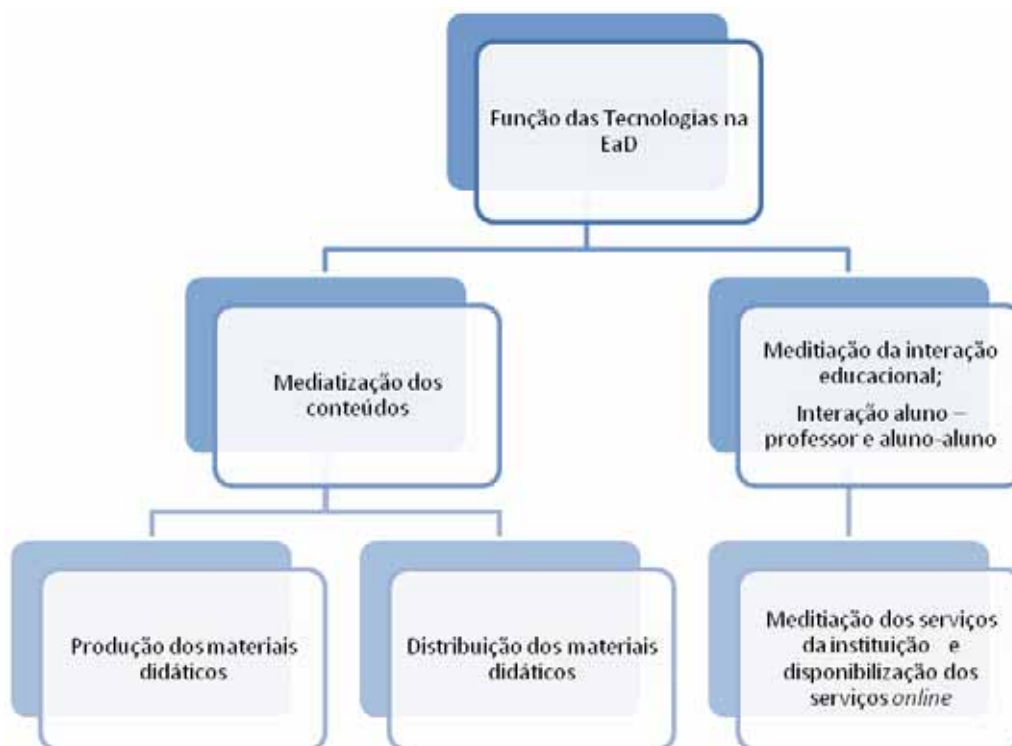 Função das Tecnologias na
EaD
Mediatização dos
conteúdos
Meditiação da interação
educacional;
Interação aluno –
professor e aluno-aluno
Produção dos materiais
didáticos
Distribuição dos materiais
didáticos
Meditiação dos serviços
da instituição e
disponibilização dos
serviços online